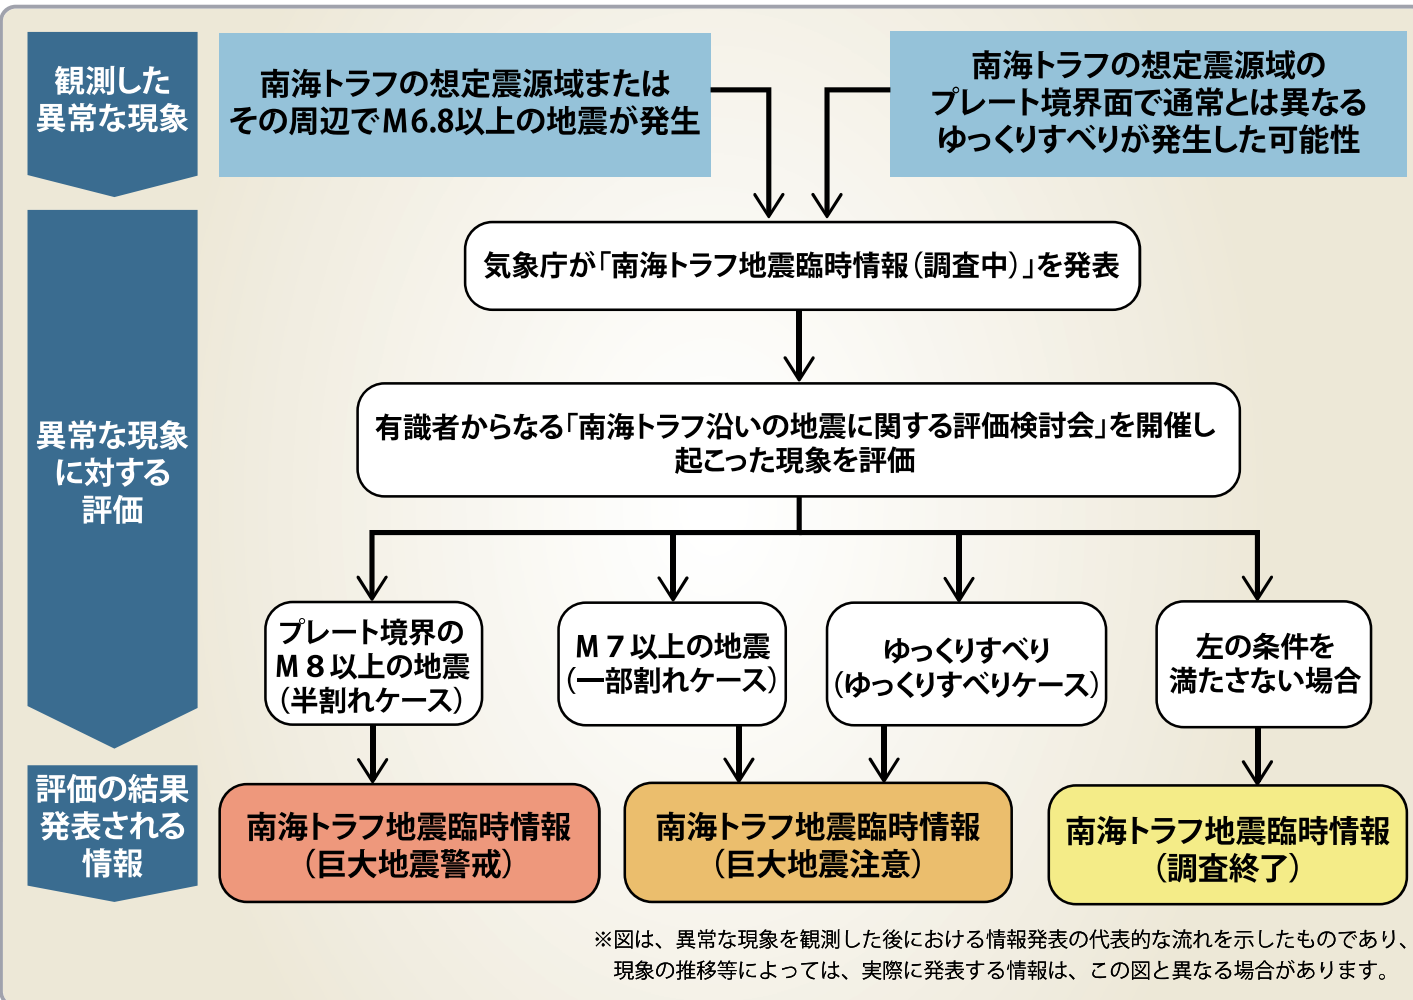 観測した
異常な現象
南海トラフの想定震源域または
その周辺でM6.8以上の地震が発生
南海トラフの想定震源域の
プレート境界面で通常とは異なる
ゆっくりすべりが発生した可能性
気象庁が「南海トラフ地震臨時情報（調査中）」を発表
異常な現象
に対する
評価
有識者からなる「南海トラフ沿いの地震に関する評価検討会」を開催し
起こった現象を評価
プレート境界の
M８以上の地震
（半割れケース）
M７以上の地震
（一部割れケース）
ゆっくりすべり
（ゆっくりすべりケース）
左の条件を
満たさない場合
評価の結果
発表される
情報
南海トラフ地震臨時情報
（巨大地震警戒）
南海トラフ地震臨時情報
（巨大地震注意）
南海トラフ地震臨時情報
（調査終了）
※図は、異常な現象を観測した後における情報発表の代表的な流れを示したものであり、
現象の推移等によっては、実際に発表する情報は、この図と異なる場合があります。